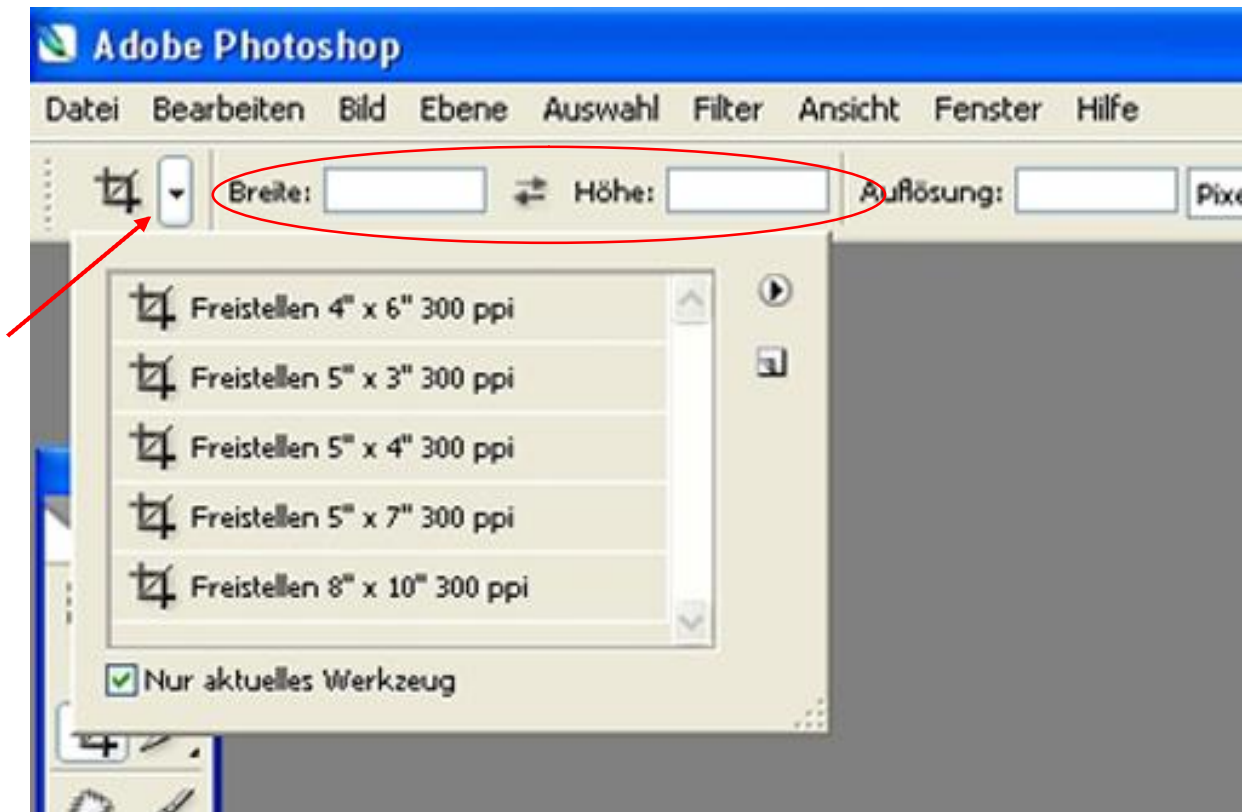 Adobe Photoshop
Datei Bearbeiten Bild Ebene Auswahl Filter Ansicht Fenster Hilfe
Breite: Höhe: Auflösung: Pixe
Freistellen 4" x 6" 300 ppi
Freistellen 5" x 3" 300 ppi
Freistellen 5" x 4" 300 ppi
Freistellen 5" x 7" 300 ppi
Freistellen 8" x 10" 300 ppi
Nur aktuelles Werkzeug